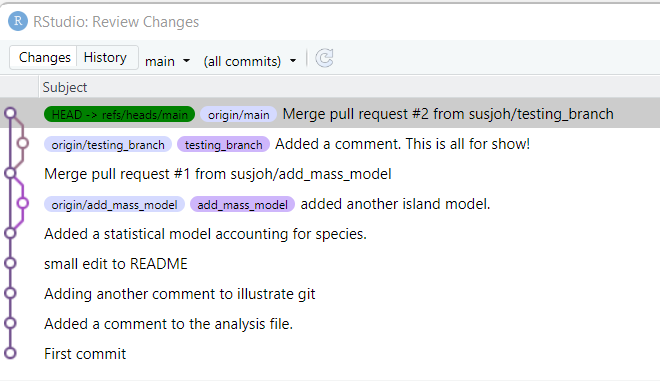 R RStudio: Review Changes
Changes History main (all commits)
Subject
HEAD -> refs/heads/main origin/main Merge pull request #2 from susjoh/testing_branch
origin/testing_branch testing_branch Added a comment. This is all for show!
Merge pull request #1 from susjoh/add_mass_model
origin/add_mass_model add_mass_model added another island model.
Added a statistical model accounting for species.
small edit to README
Adding another comment to illustrate git
Added a comment to the analysis file.
First commit